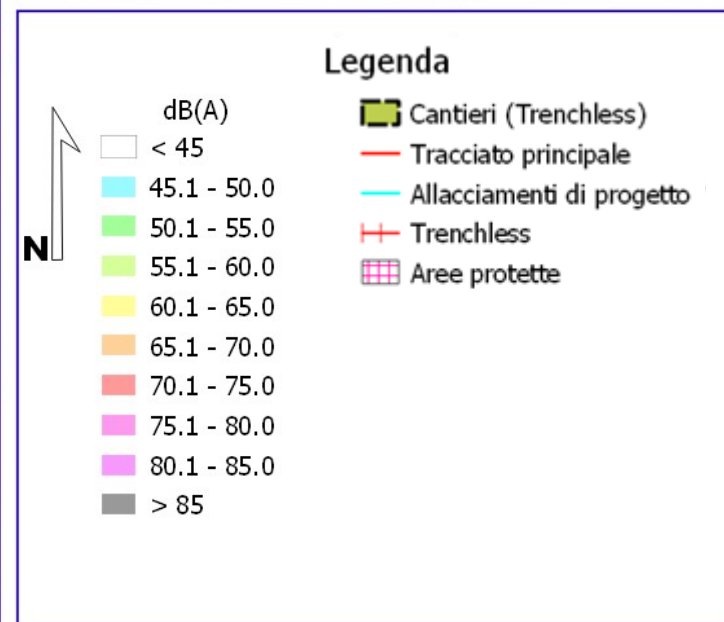 Legenda
dB(A)
< 45
45.1 - 50.0
50.1 - 55.0
55.1 - 60.0
60.1 - 65.0
65.1 - 70.0
70.1 - 75.0
75.1 - 80.0
80.1 - 85.0
> 85
N
Cantieri (Trenchless)
Tracciato principale
Allacciamenti di progetto
Trenchless
Aree protette